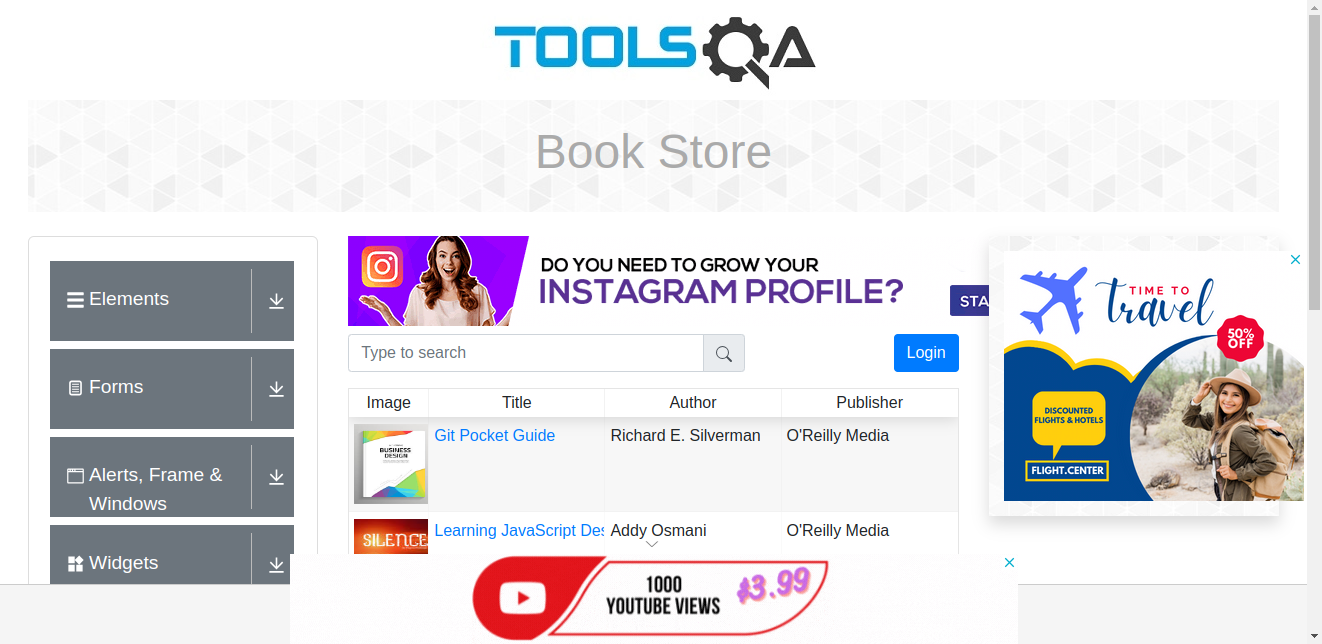 TOOLSQA
Book Store
Elements
Forms
Alerts, Frame &
Windows
Widgets
DO YOU NEED TO GROW YOUR
INSTAGRAM PROFILE?
STA
Type to search
Login
Image Title Author Publisher
BUSINESS
DESIGN
Git Pocket Guide Richard E. Silverman O'Reilly Media
SILENCE
Learning JavaScript Des Addy Osmani O'Reilly Media
TIME TO
travel
50%
OFF
DISCOUNTED
FLIGHTS & HOTELS
FLIGHT.CENTER
1000
YOUTUBE VIEWS
$3.99